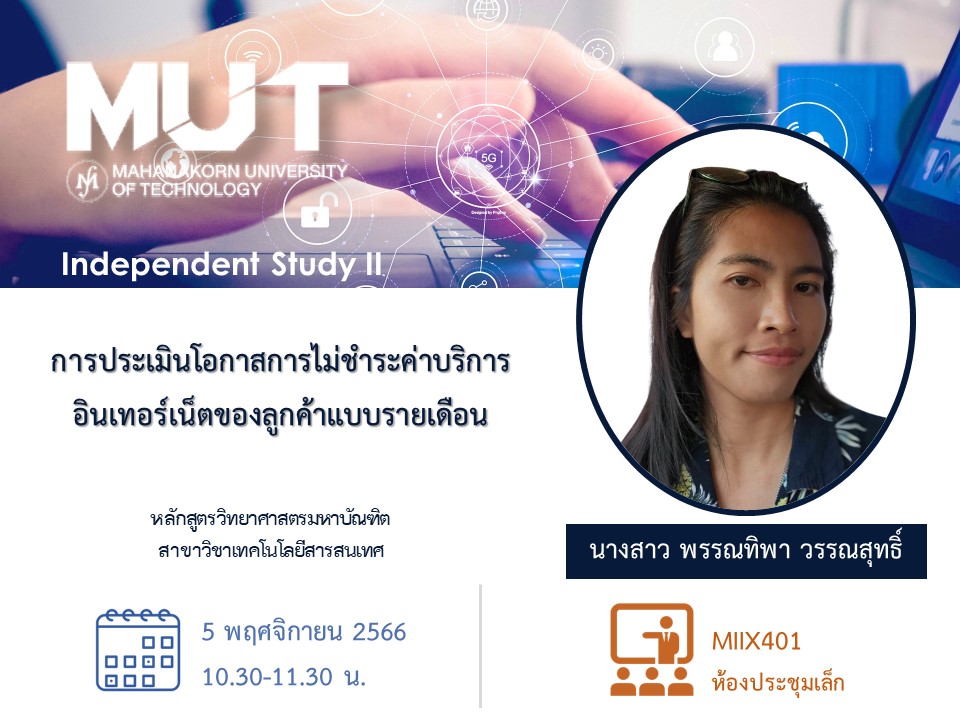 MUT
MAHANAKORN UNIVERSITY
OF TECHNOLOGY
5G
Designed by Freepik
Independent Study II
การประเมินโอกาสการไม่ชำระค่าบริการ
อินเทอร์เน็ตของลูกค้าแบบรายเดือน
หลักสูตรวิทยาศาสตรมหาบัณฑิต
สาขาวิชาเทคโนโลยีสารสนเทศ
นางสาว พรรณทิพา วรรณสุทธิ์
5 พฤศจิกายน 2566
10.30-11.30 น.
MIIX401
ห้องประชุมเล็ก